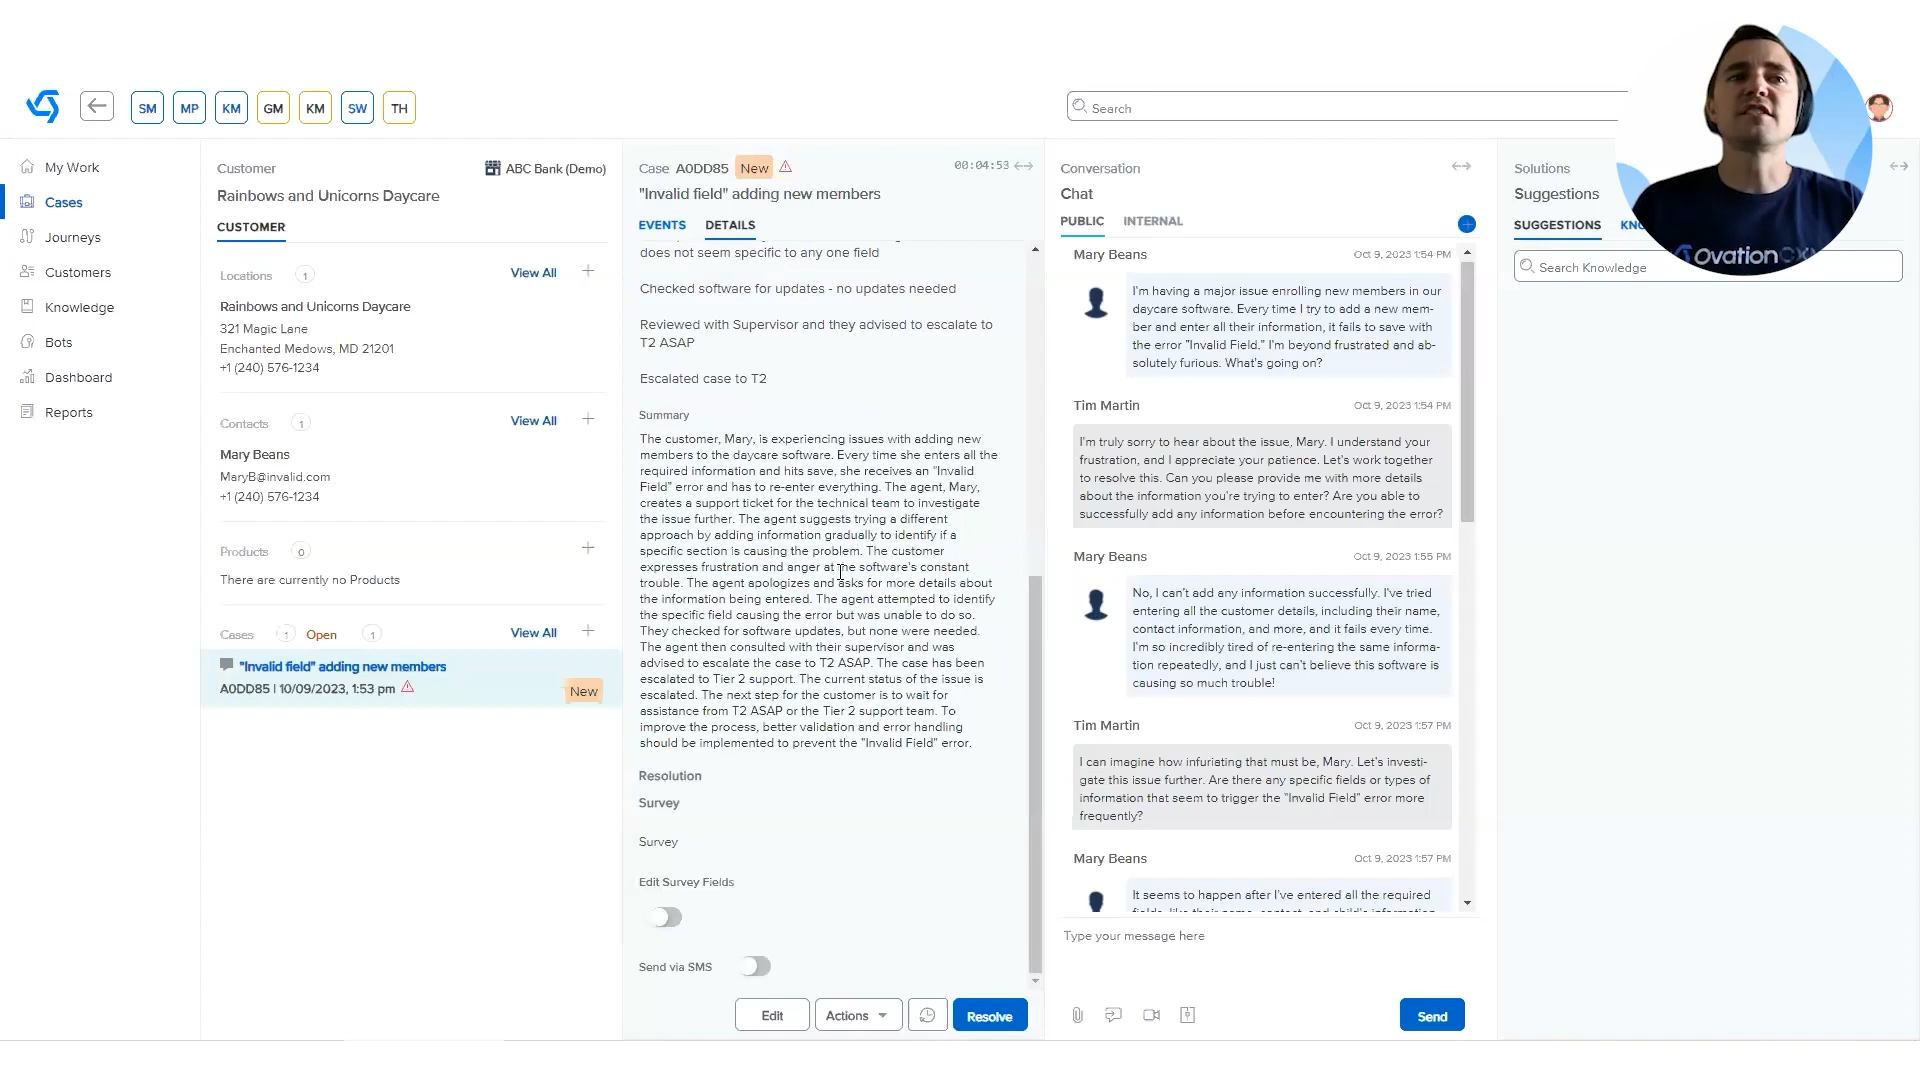 SM MP KM GM KM SW TH
Search
My Work
Cases
Journeys
Customers
Knowledge
Bots
Dashboard
Reports
Customer
ABC Bank (Demo)
Rainbows and Unicorns Daycare
CUSTOMER
Locations 1 View All
Rainbows and Unicorns Daycare
321 Magic Lane
Enchanted Medows, MD 21201
+1 (240) 576-1234
Contacts 1 View All
Mary Beans
MaryB@invalid.com
+1 (240) 576-1234
Products 0
There are currently no Products
Cases 1 Open 1 View All
"Invalid field" adding new members
A0DD85 | 10/09/2023, 1:53 pm
New
Case A0DD85 New 00:04:53
"Invalid field" adding new members
EVENTS DETAILS
does not seem specific to any one field
Checked software for updates - no updates needed
Reviewed with Supervisor and they advised to escalate to
T2 ASAP
Escalated case to T2
Summary
The customer, Mary, is experiencing issues with adding new
members to the daycare software. Every time she enters all the
required information and hits save, she receives an "Invalid
Field" error and has to re-enter everything. The agent, Mary,
creates a support ticket for the technical team to investigate
the issue further. The agent suggests trying a different
approach by adding information gradually to identify if a
specific section is causing the problem. The customer
expresses frustration and anger at the software's constant
trouble. The agent apologizes and asks for more details about
the information being entered. The agent attempted to identify
the specific field causing the error but was unable to do so.
They checked for software updates, but none were needed.
The agent then consulted with their supervisor and was
advised to escalate the case to T2 ASAP. The case has been
escalated to Tier 2 support. The current status of the issue is
escalated. The next step for the customer is to wait for
assistance from T2 ASAP or the Tier 2 support team. To
improve the process, better validation and error handling
should be implemented to prevent the "Invalid Field" error.
Resolution
Survey
Survey
Edit Survey Fields
Send via SMS
Edit
Actions
Resolve
Conversation
Chat
PUBLIC INTERNAL
Mary Beans Oct 9, 2023 1:54 PM
I'm having a major issue enrolling new members in our
daycare software. Every time I try to add a new mem-
ber and enter all their information, it fails to save with
the error "Invalid Field." I'm beyond frustrated and ab-
solutely furious. What's going on?
Tim Martin Oct 9, 2023 1:54 PM
I'm truly sorry to hear about the issue, Mary. I understand your
frustration, and I appreciate your patience. Let's work together
to resolve this. Can you please provide me with more details
about the information you're trying to enter? Are you able to
successfully add any information before encountering the error?
Mary Beans Oct 9, 2023 1:55 PM
No, I can't add any information successfully. I've tried
entering all the customer details, including their name,
contact information, and more, and it fails every time.
I'm so incredibly tired of re-entering the same informa-
tion repeatedly, and I just can't believe this software is
causing so much trouble!
Tim Martin Oct 9, 2023 1:57 PM
I can imagine how infuriating that must be, Mary. Let's investi-
gate this issue further. Are there any specific fields or types of
information that seem to trigger the "Invalid Field" error more
frequently?
Mary Beans Oct 9, 2023 1:57 PM
It seems to happen after I've entered all the required
fields, like their name, contact, and child's information
Type your message here
Send
Solutions
Suggestions
SUGGESTIONS KNO
Search Knowledge
OvationCX